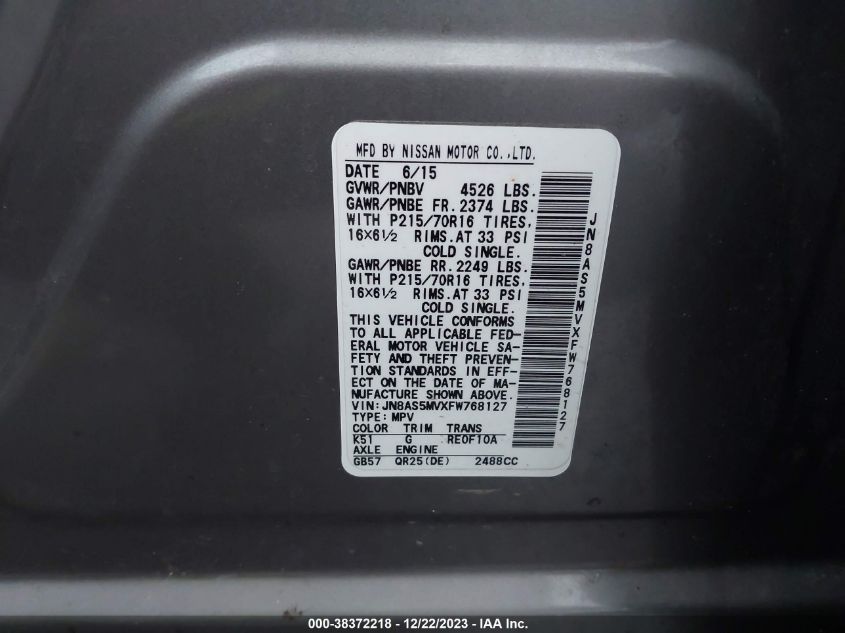 MFD BY NISSAN MOTOR CO.,LTD.
DATE 6/15
GVWR/PNBV 4526 LBS.
GAWR/PNBE FR. 2374 LBS.
WITH P215/70R16 TIRES,
16X6½ RIMS.AT 33 PSI
COLD SINGLE.
GAWR/PNBE RR. 2249 LBS.
WITH P215/70R16 TIRES,
16X6½ RIMS.AT 33 PSI
COLD SINGLE.
THIS VEHICLE CONFORMS
TO ALL APPLICABLE FED-
ERAL MOTOR VEHICLE SA-
FETY AND THEFT PREVEN-
TION STANDARDS IN EFF-
ECT ON THE DATE OF MA-
NUFACTURE SHOWN ABOVE.
VIN:JN8AS5MVXFW768127
TYPE:MPV
COLOR TRIM TRANS
K51 G RE0F10A
AXLE ENGINE
GB57 QR25(DE) 2488CC
JN8AS5MVXFW768127
000-38372218 - 12/22/2023 - IAA Inc.